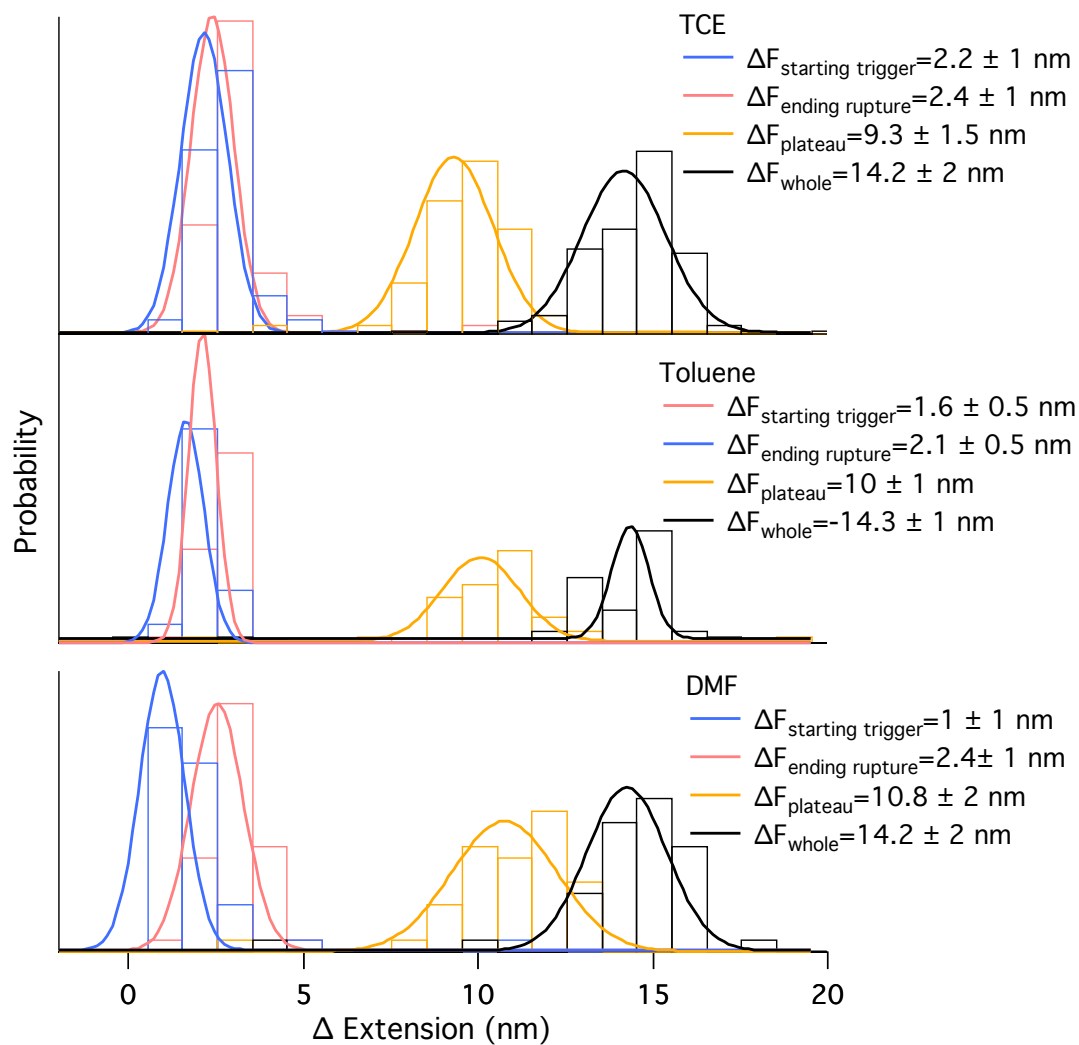 TCE
ΔFstarting trigger=2.2 ± 1 nm
ΔFending rupture=2.4 ± 1 nm
ΔFplateau=9.3 ± 1.5 nm
ΔFwhole=14.2 ± 2 nm
Toluene
ΔFstarting trigger=1.6 ± 0.5 nm
ΔFending rupture=2.1 ± 0.5 nm
ΔFplateau=10 ± 1 nm
ΔFwhole=-14.3 ± 1 nm
Probability
DMF
ΔFstarting trigger=1 ± 1 nm
ΔFending rupture=2.4± 1 nm
ΔFplateau=10.8 ± 2 nm
ΔFwhole=14.2 ± 2 nm
0 5 10 15 20
Δ Extension (nm)